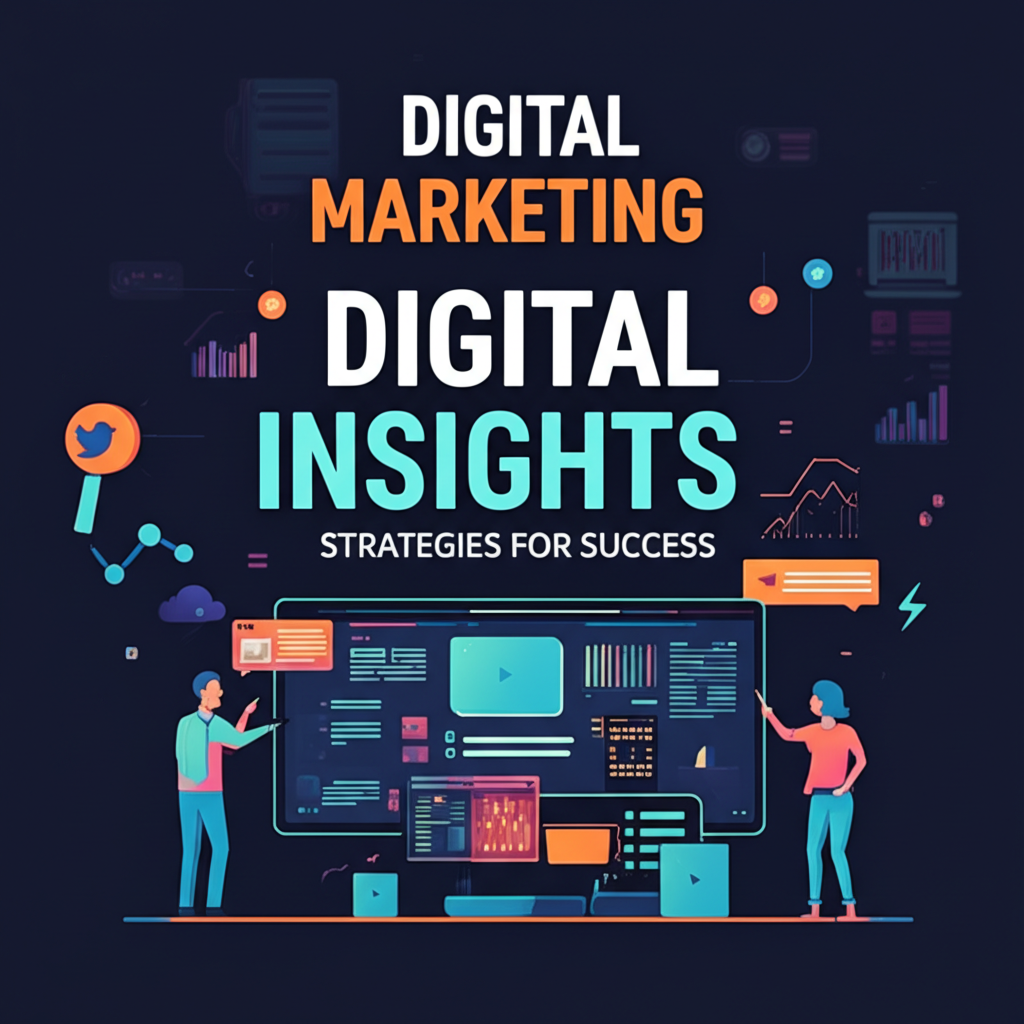 DIGITAL
MARKETING
DIGITAL
INSIGHTS
STRATEGIES FOR SUCCESS